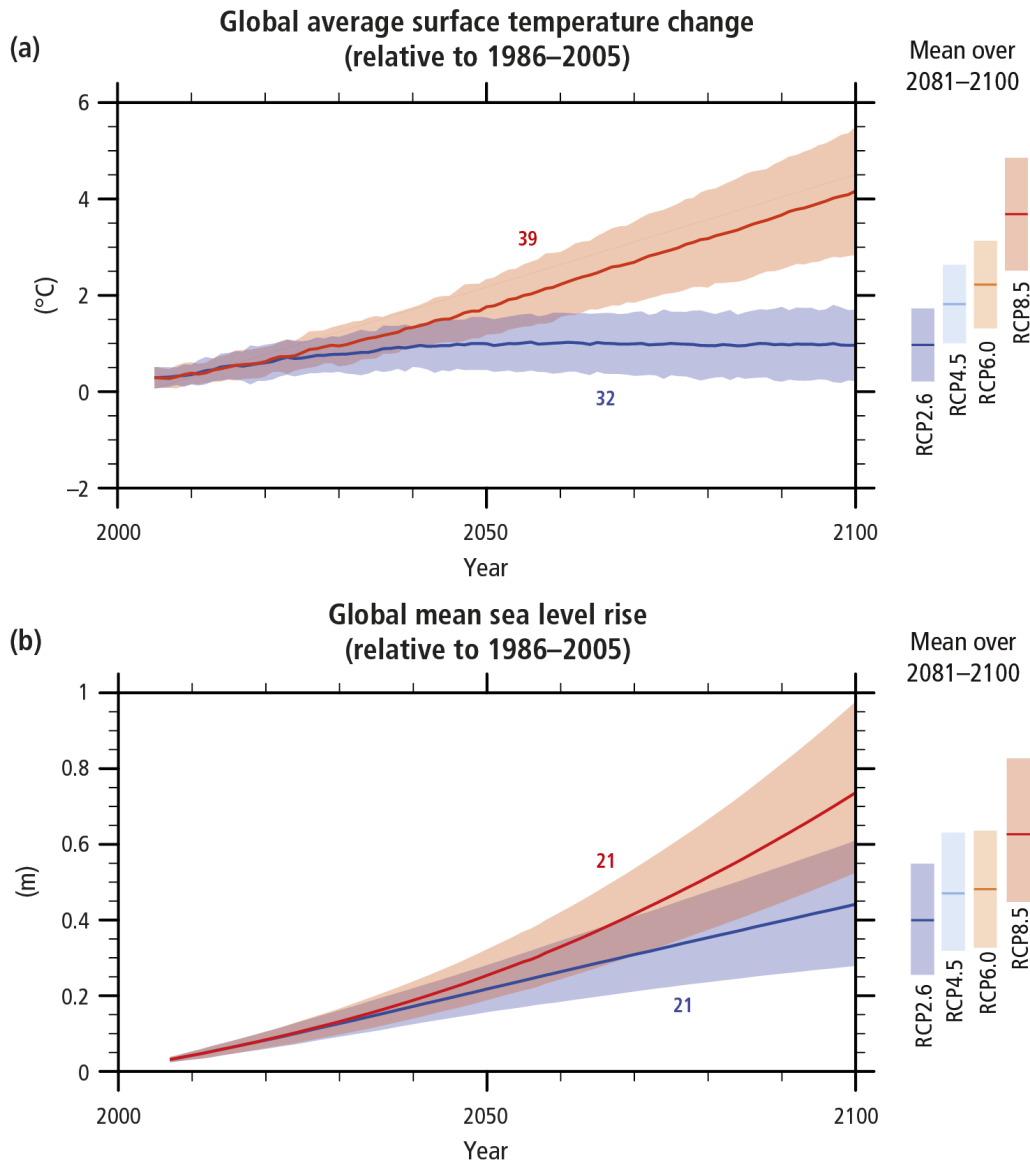 (a)
Global average surface temperature change
(relative to 1986–2005)
Mean over
2081–2100
6
4
2
0
–2
(°C)
39
32
2000
2050
2100
Year
RCP2.6
RCP4.5
RCP6.0
RCP8.5
(b)
Global mean sea level rise
(relative to 1986–2005)
Mean over
2081–2100
1
0.8
0.6
0.4
0.2
0
(m)
21
21
2000
2050
2100
Year
RCP2.6
RCP4.5
RCP6.0
RCP8.5